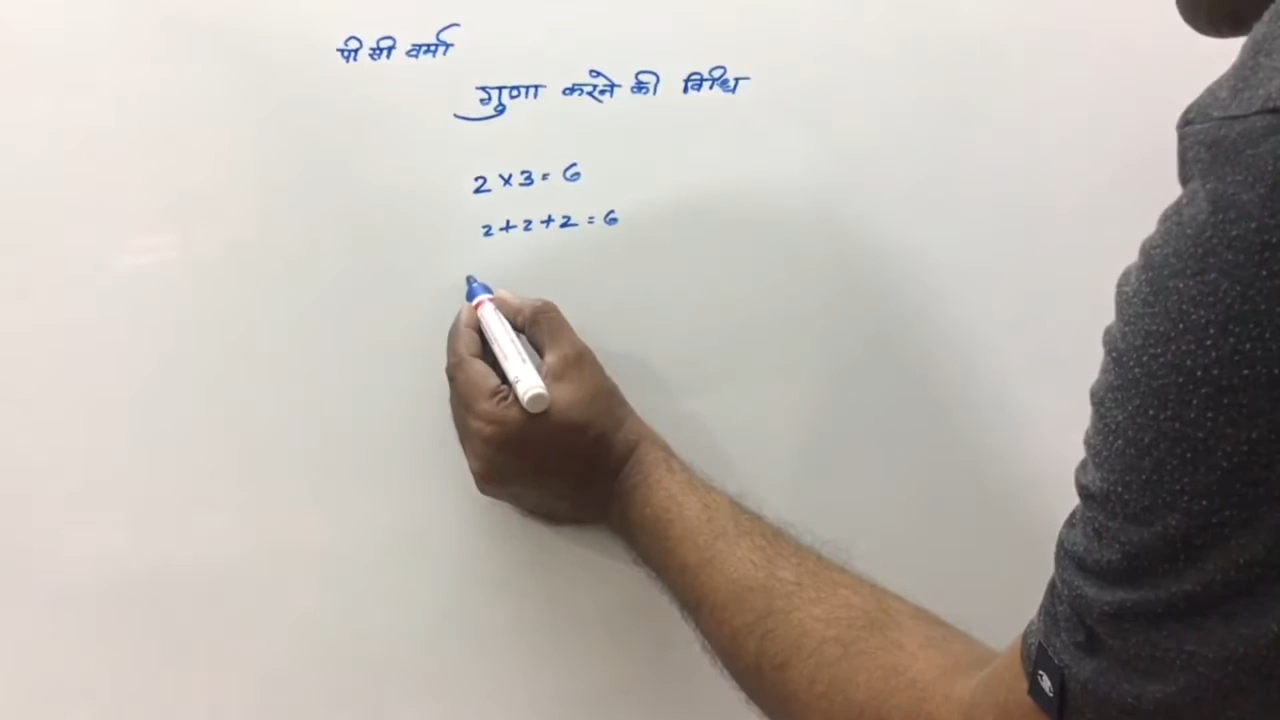 पी सी वर्मा
गुणा करने की विधि
2 × 3 = 6
2 + 2 + 2 = 6